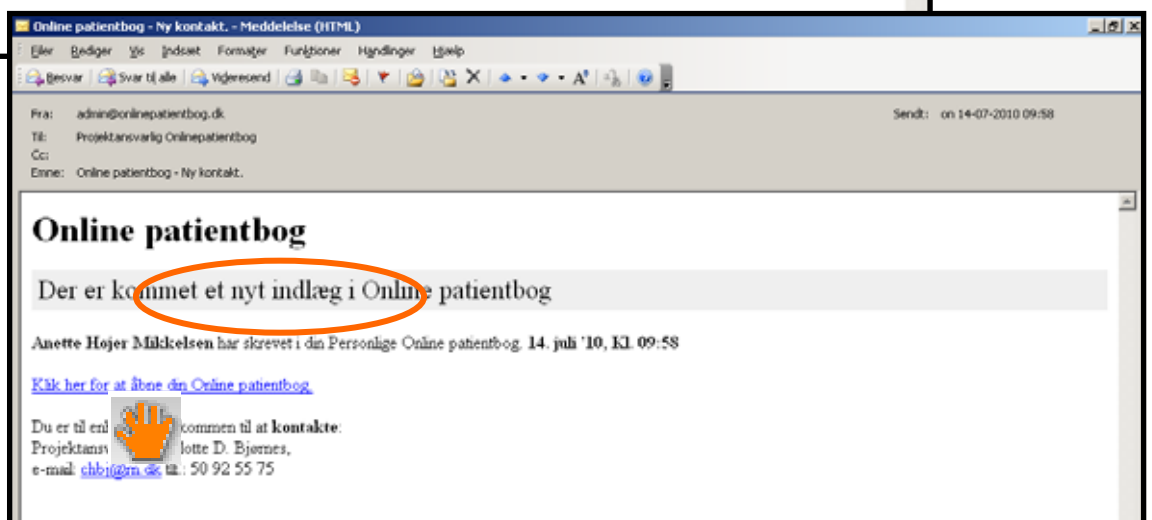 Online patientbog - Ny kontakt. - Meddelelse (HTML)
Filer Rediger Vis Indsæt Formater Funktioner Handlinger Hjælp
Besvar Svar til alle Videresend
Fra: admin@onlinepatientbog.dk Sendt: on 14-07-2010 09:58
Til: Projektansvarlig Onlinepatientbog
Cc:
Emne: Online patientbog - Ny kontakt.
Online patientbog
Der er kommet et nyt indlæg i Online patientbog
Anette Højer Mikkelsen har skrevet i din Personlige Online patientbog. 14. juli '10, Kl. 09:58
Klik her for at åbne din Online patientbog.
Du er til kommen til at kontakte:
lotte D. Bjørnes,
e-mail: chbj@rn.dk tlf.: 50 92 55 75